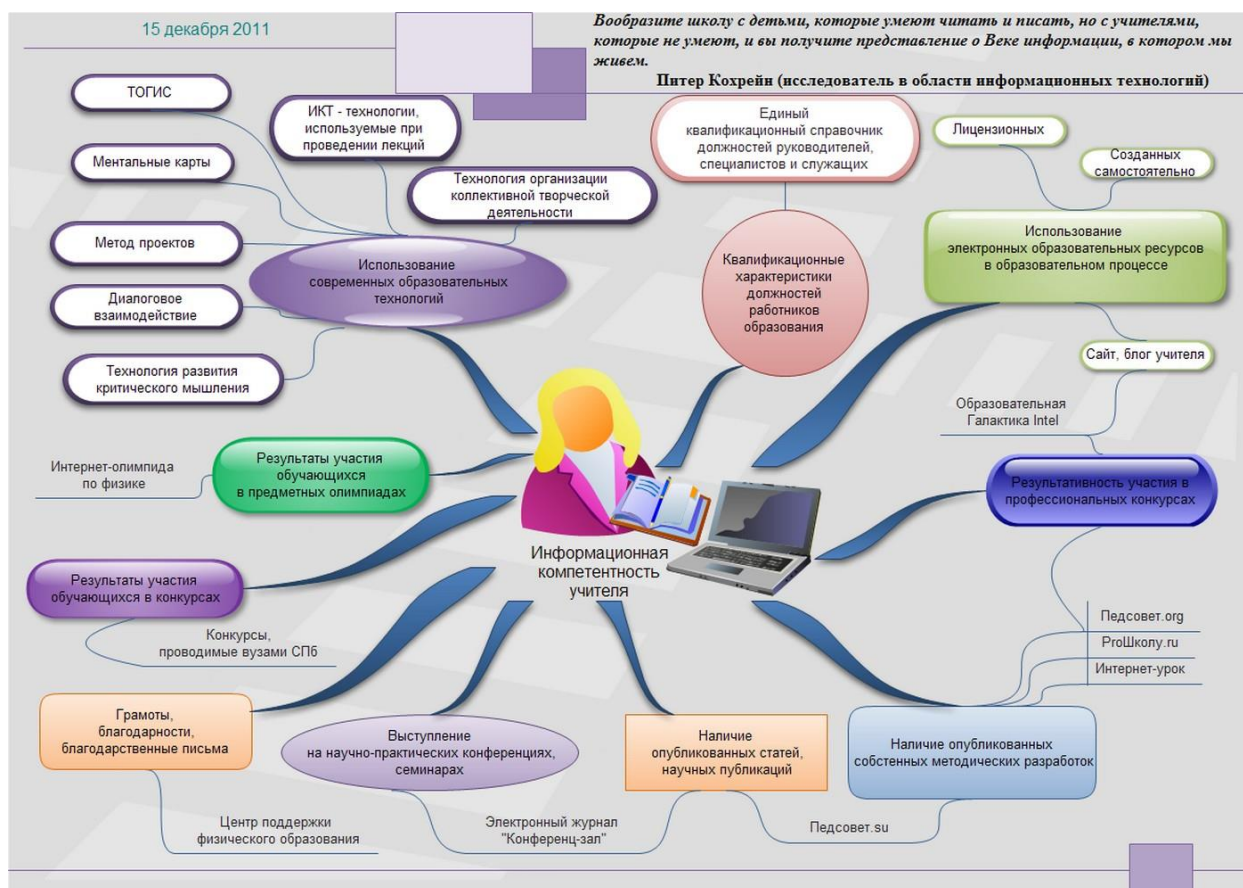 15 декабря 2011
Вообразите школу с детьми, которые умеют читать и писать, но с учителями,
которые не умеют, и вы получите представление о Веке информации, в котором мы
живем.
Питер Кохрейн (исследователь в области информационных технологий)
ТОГИС
ИКТ - технологии,
используемые при
проведении лекций
Ментальные карты
Технология организации
коллективной творческой
деятельности
Метод проектов
Использование
современных образовательных
технологий
Диалоговое
взаимодействие
Технология развития
критического мышления
Единый
квалификационный справочник
должностей руководителей,
специалистов и служащих
Квалификационные
характеристики
должностей
работников
образования
Лицензионных
Созданных
самостоятельно
Использование
электронных образовательных ресурсов
в образовательном процессе
Сайт, блог учителя
Образовательная
Галактика Intel
Результативность участия в
профессиональных конкурсах
Результаты участия
обучающихся
в предметных олимпиадах
Интернет-олимпида
по физике
Информационная
компетентность
учителя
Результаты участия
обучающихся в конкурсах
Конкурсы,
проводимые вузами СПб
Педсовет.org
ProШколу.ru
Интернет-урок
Грамоты,
благодарности,
благодарственные письма
Выступление
на научно-практических конференциях,
семинарах
Наличие
опубликованных статей,
научных публикаций
Наличие опубликованных
собстенных методических разработок
Центр поддержки
физического образования
Электронный журнал
"Конференц-зал"
Педсовет.su